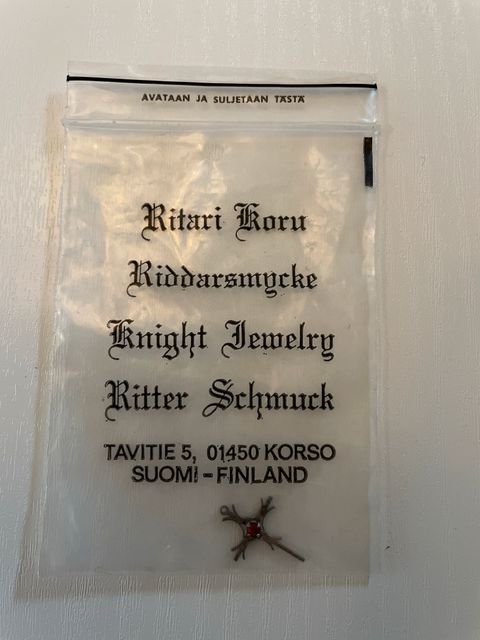 AVATAAN JA SULJETAAN TÄSTÄ
Ritari Koru
Riddarsmycke
Knight Jewelry
Ritter Schmuck
TAVITIE 5, 01450 KORSO
SUOMI - FINLAND